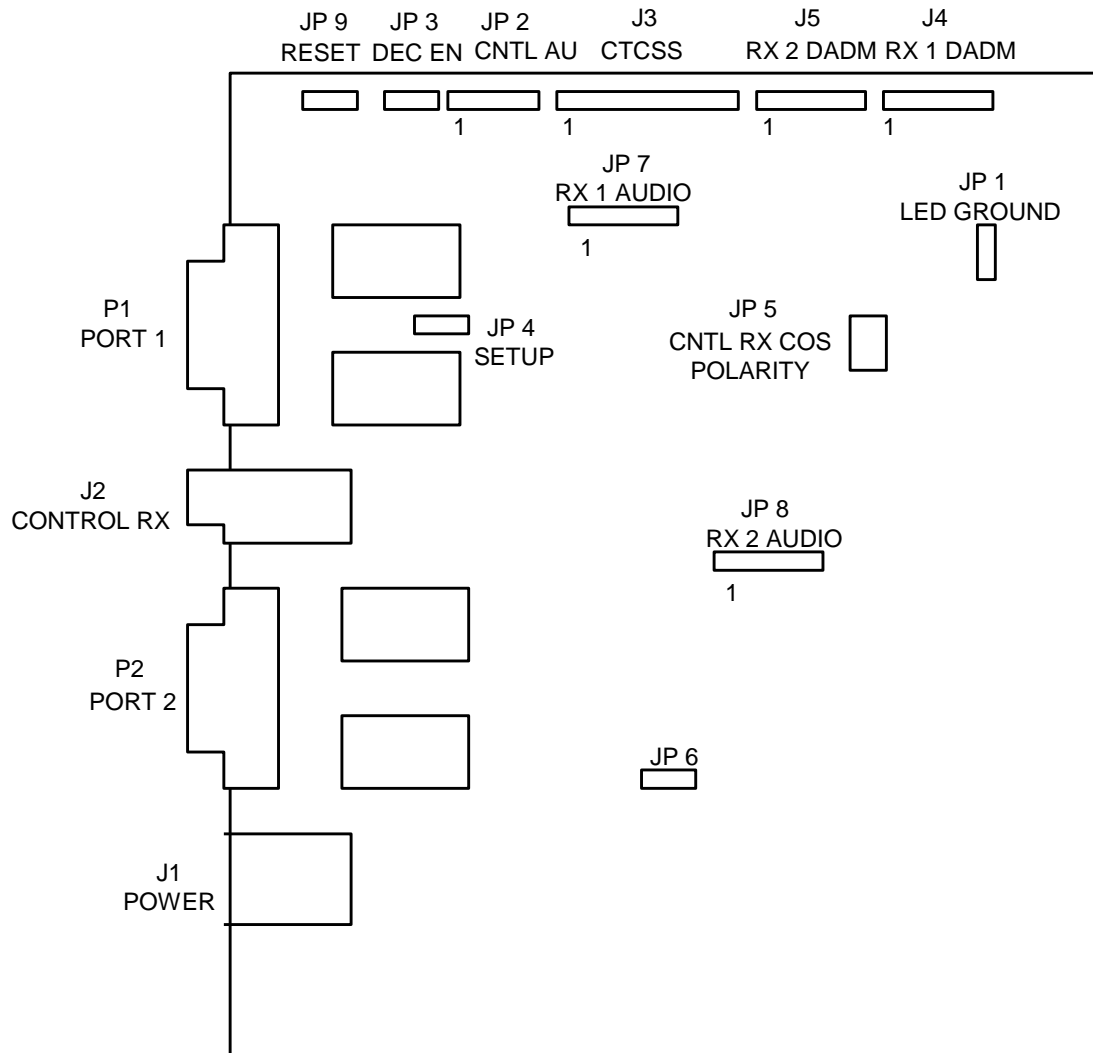 JP 9
RESET
JP 3
DEC EN
JP 2
CNTL AU
J3
CTCSS
J5
RX 2 DADM
J4
RX 1 DADM
1
1
1
1
JP 7
RX 1 AUDIO
1
JP 1
LED GROUND
P1
PORT 1
JP 4
SETUP
JP 5
CNTL RX COS
POLARITY
J2
CONTROL RX
JP 8
RX 2 AUDIO
1
P2
PORT 2
JP 6
J1
POWER